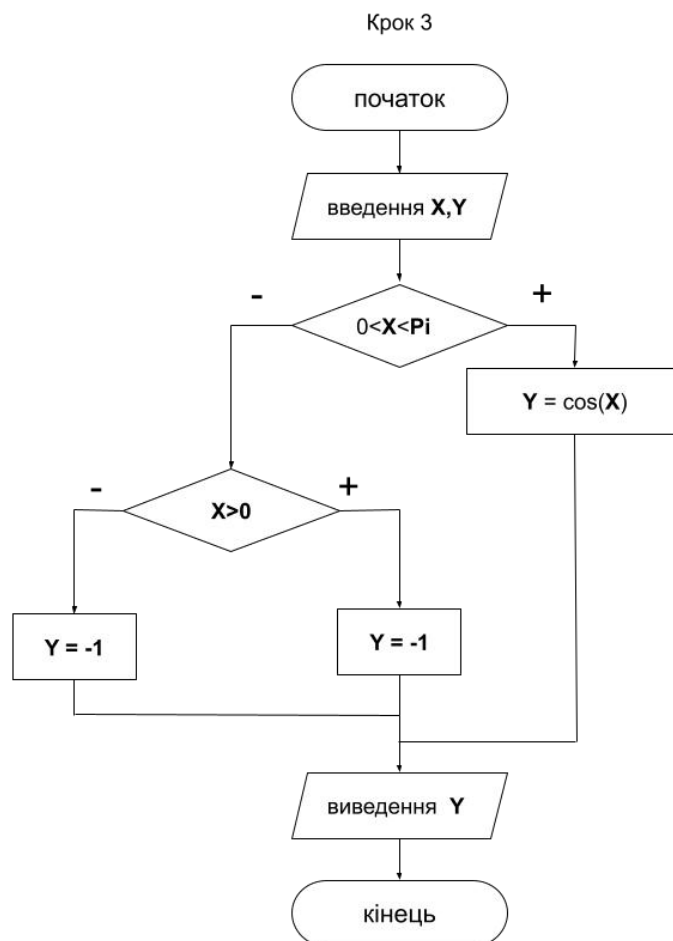 Крок 3
початок
введення X,Y
-
+
0<X<Pi
Y = cos(X)
-
+
X>0
Y = -1
Y = -1
виведення Y
кінець